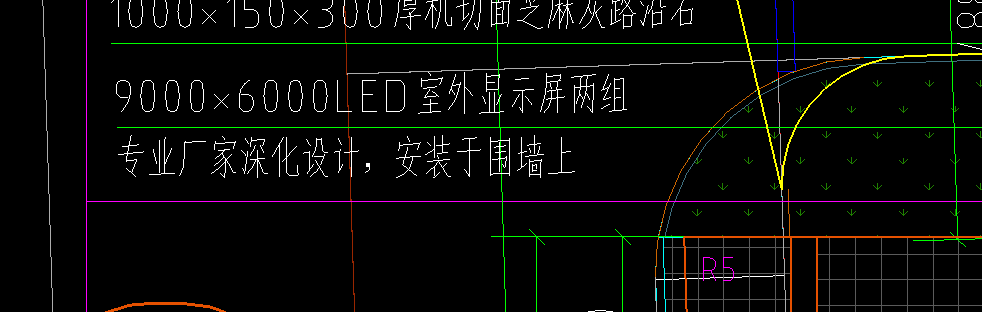 1000×150×300厚机切面芝麻灰路沿石
9000×6000LED室外显示屏两组
专业厂家深化设计，安装于围墙上
R5